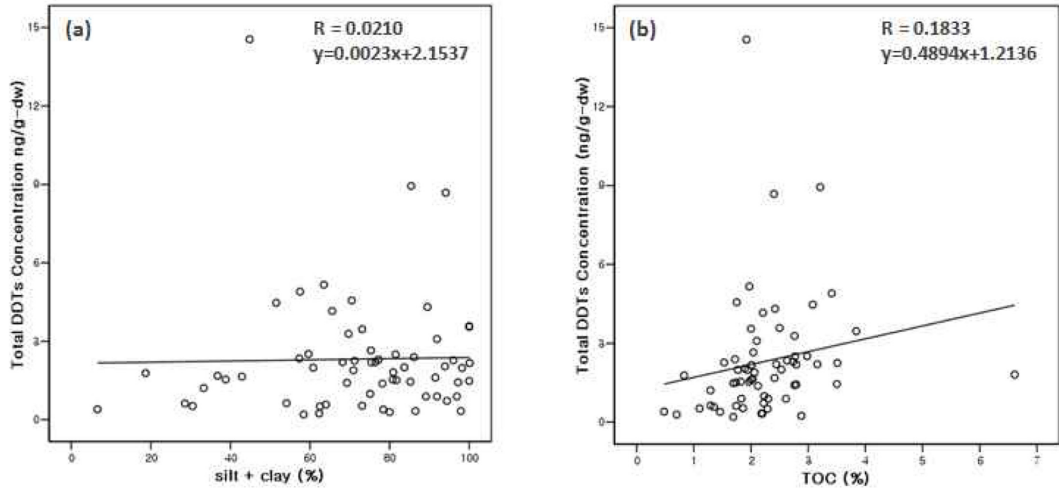 (a)
R = 0.0210
y=0.0023x+2.1537
Total DDTs Concentration ng/g-dw)
15
12
9
6
3
0
0 20 40 60 80 100
silt + clay (%)
(b)
R = 0.1833
y=0.4894x+1.2136
Total DDTs Concentration (ng/g-dw)
15
12
9
6
3
0
0 1 2 3 4 5 6 7
TOC (%)